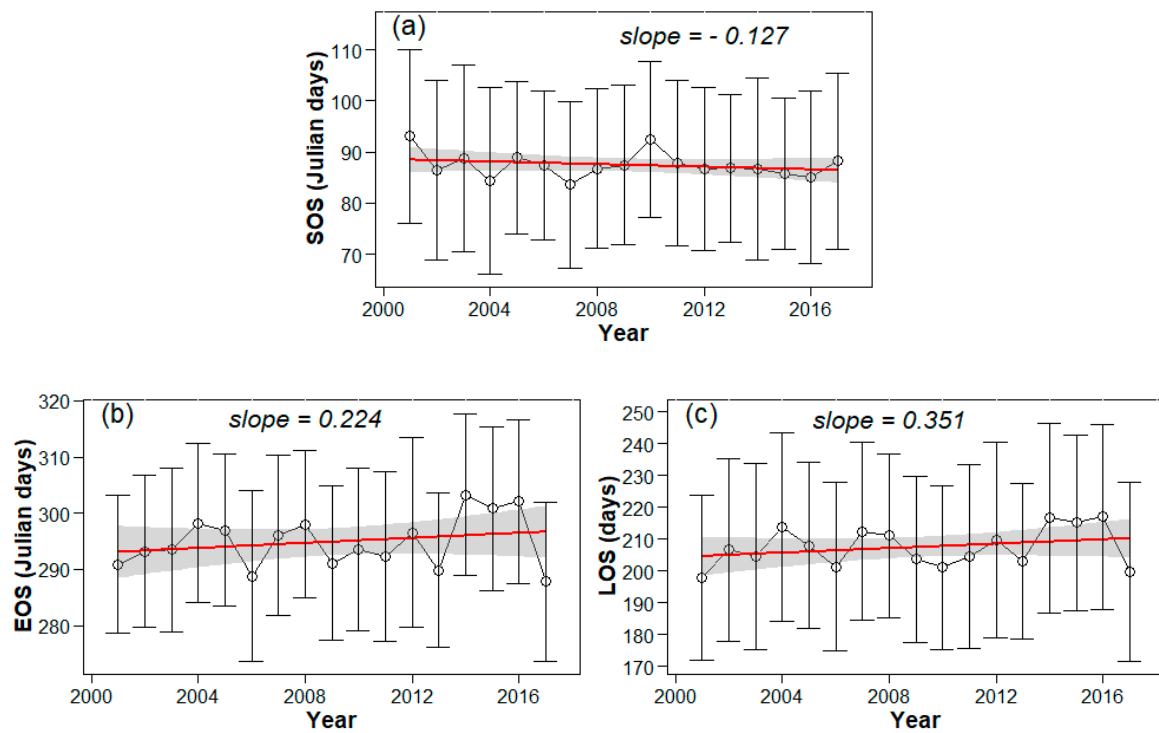 (a)
slope = - 0.127
SOS (Julian days)
110
100
90
80
70
2000
2004
2008
2012
2016
Year
(b)
slope = 0.224
EOS (Julian days)
320
310
300
290
280
2000
2004
2008
2012
2016
Year
(c)
slope = 0.351
LOS (days)
250
240
230
220
210
200
190
180
170
2000
2004
2008
2012
2016
Year